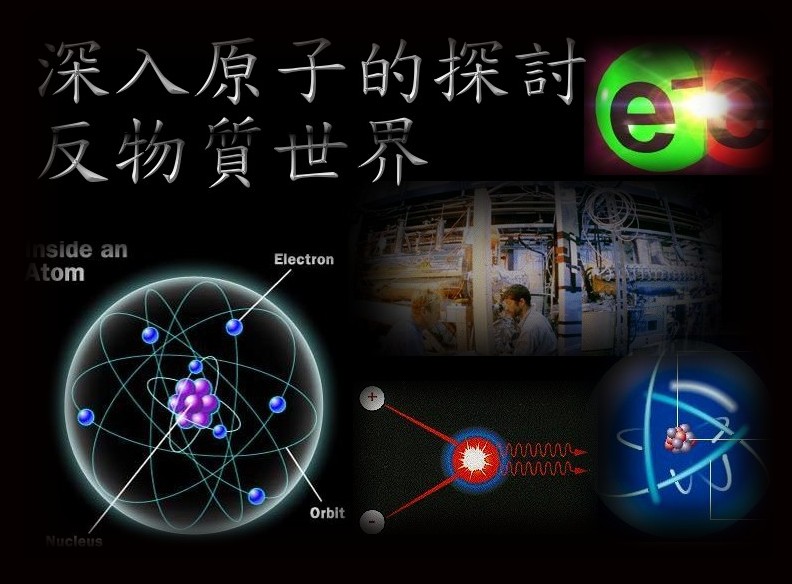 深入原子的探討
反物質世界
e- e
Inside an
Atom
Electron
+
-
Orbit
Nucleus